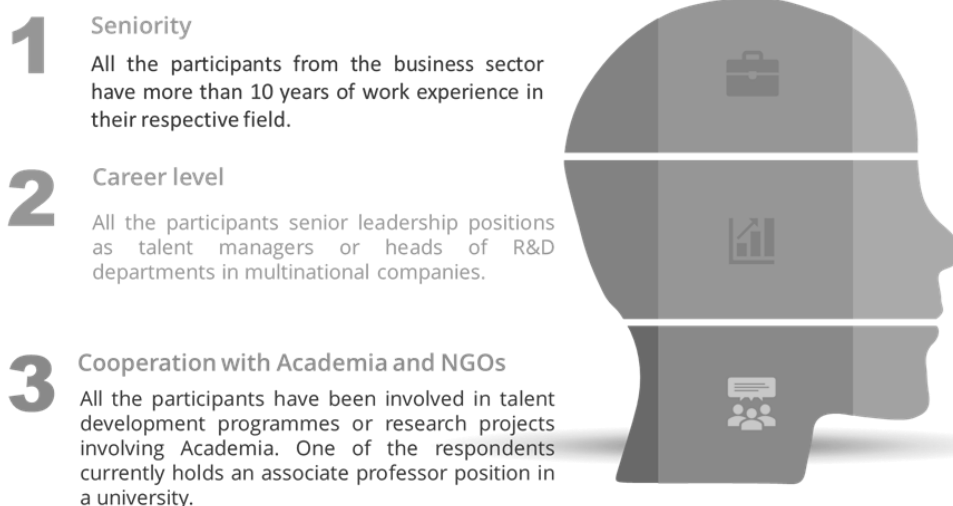 1
Seniority
All the participants from the business sector
have more than 10 years of work experience in
their respective field.
2
Career level
All the participants senior leadership positions
as talent managers or heads of R&D
departments in multinational companies.
3
Cooperation with Academia and NGOs
All the participants have been involved in talent
development programmes or research projects
involving Academia. One of the respondents
currently holds an associate professor position in
a university.